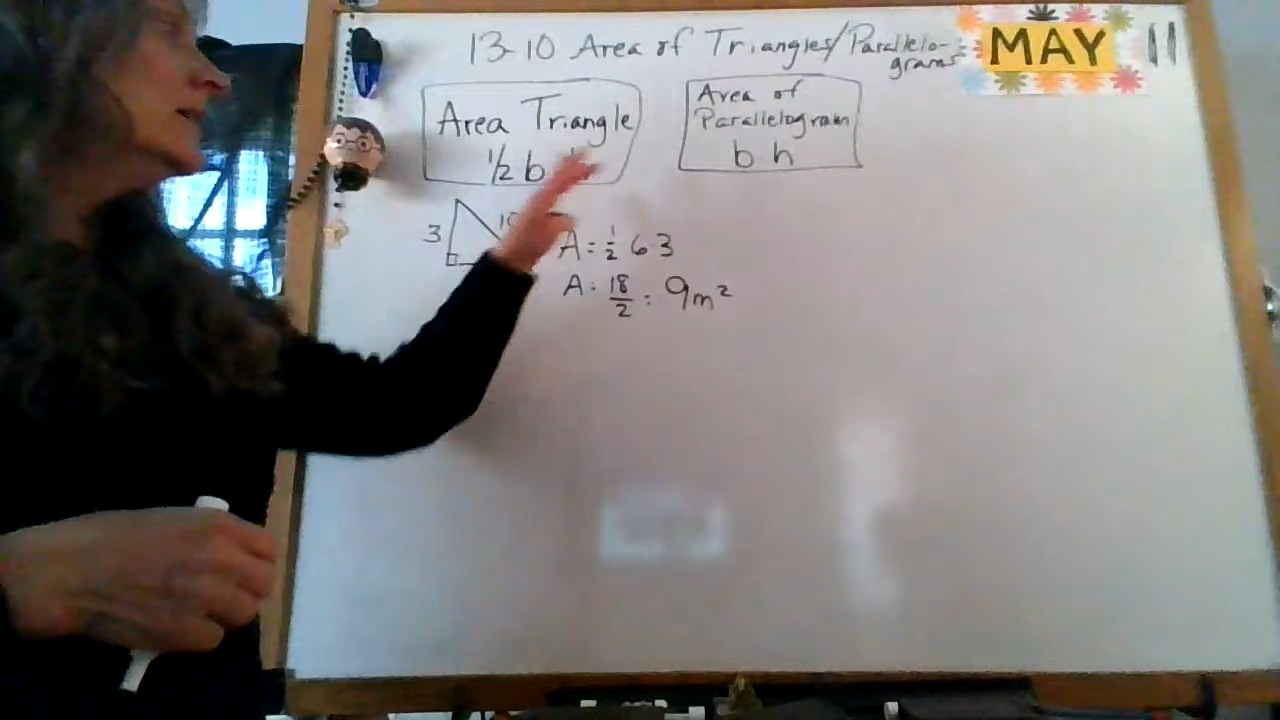 13-10 Area of Triangles/Parallelo-
grams
MAY 11
Area Triangle
1/2 b
Area of
Parallelogram
b h
3
A = 1/2 6·3
A = 18/2 = 9m²